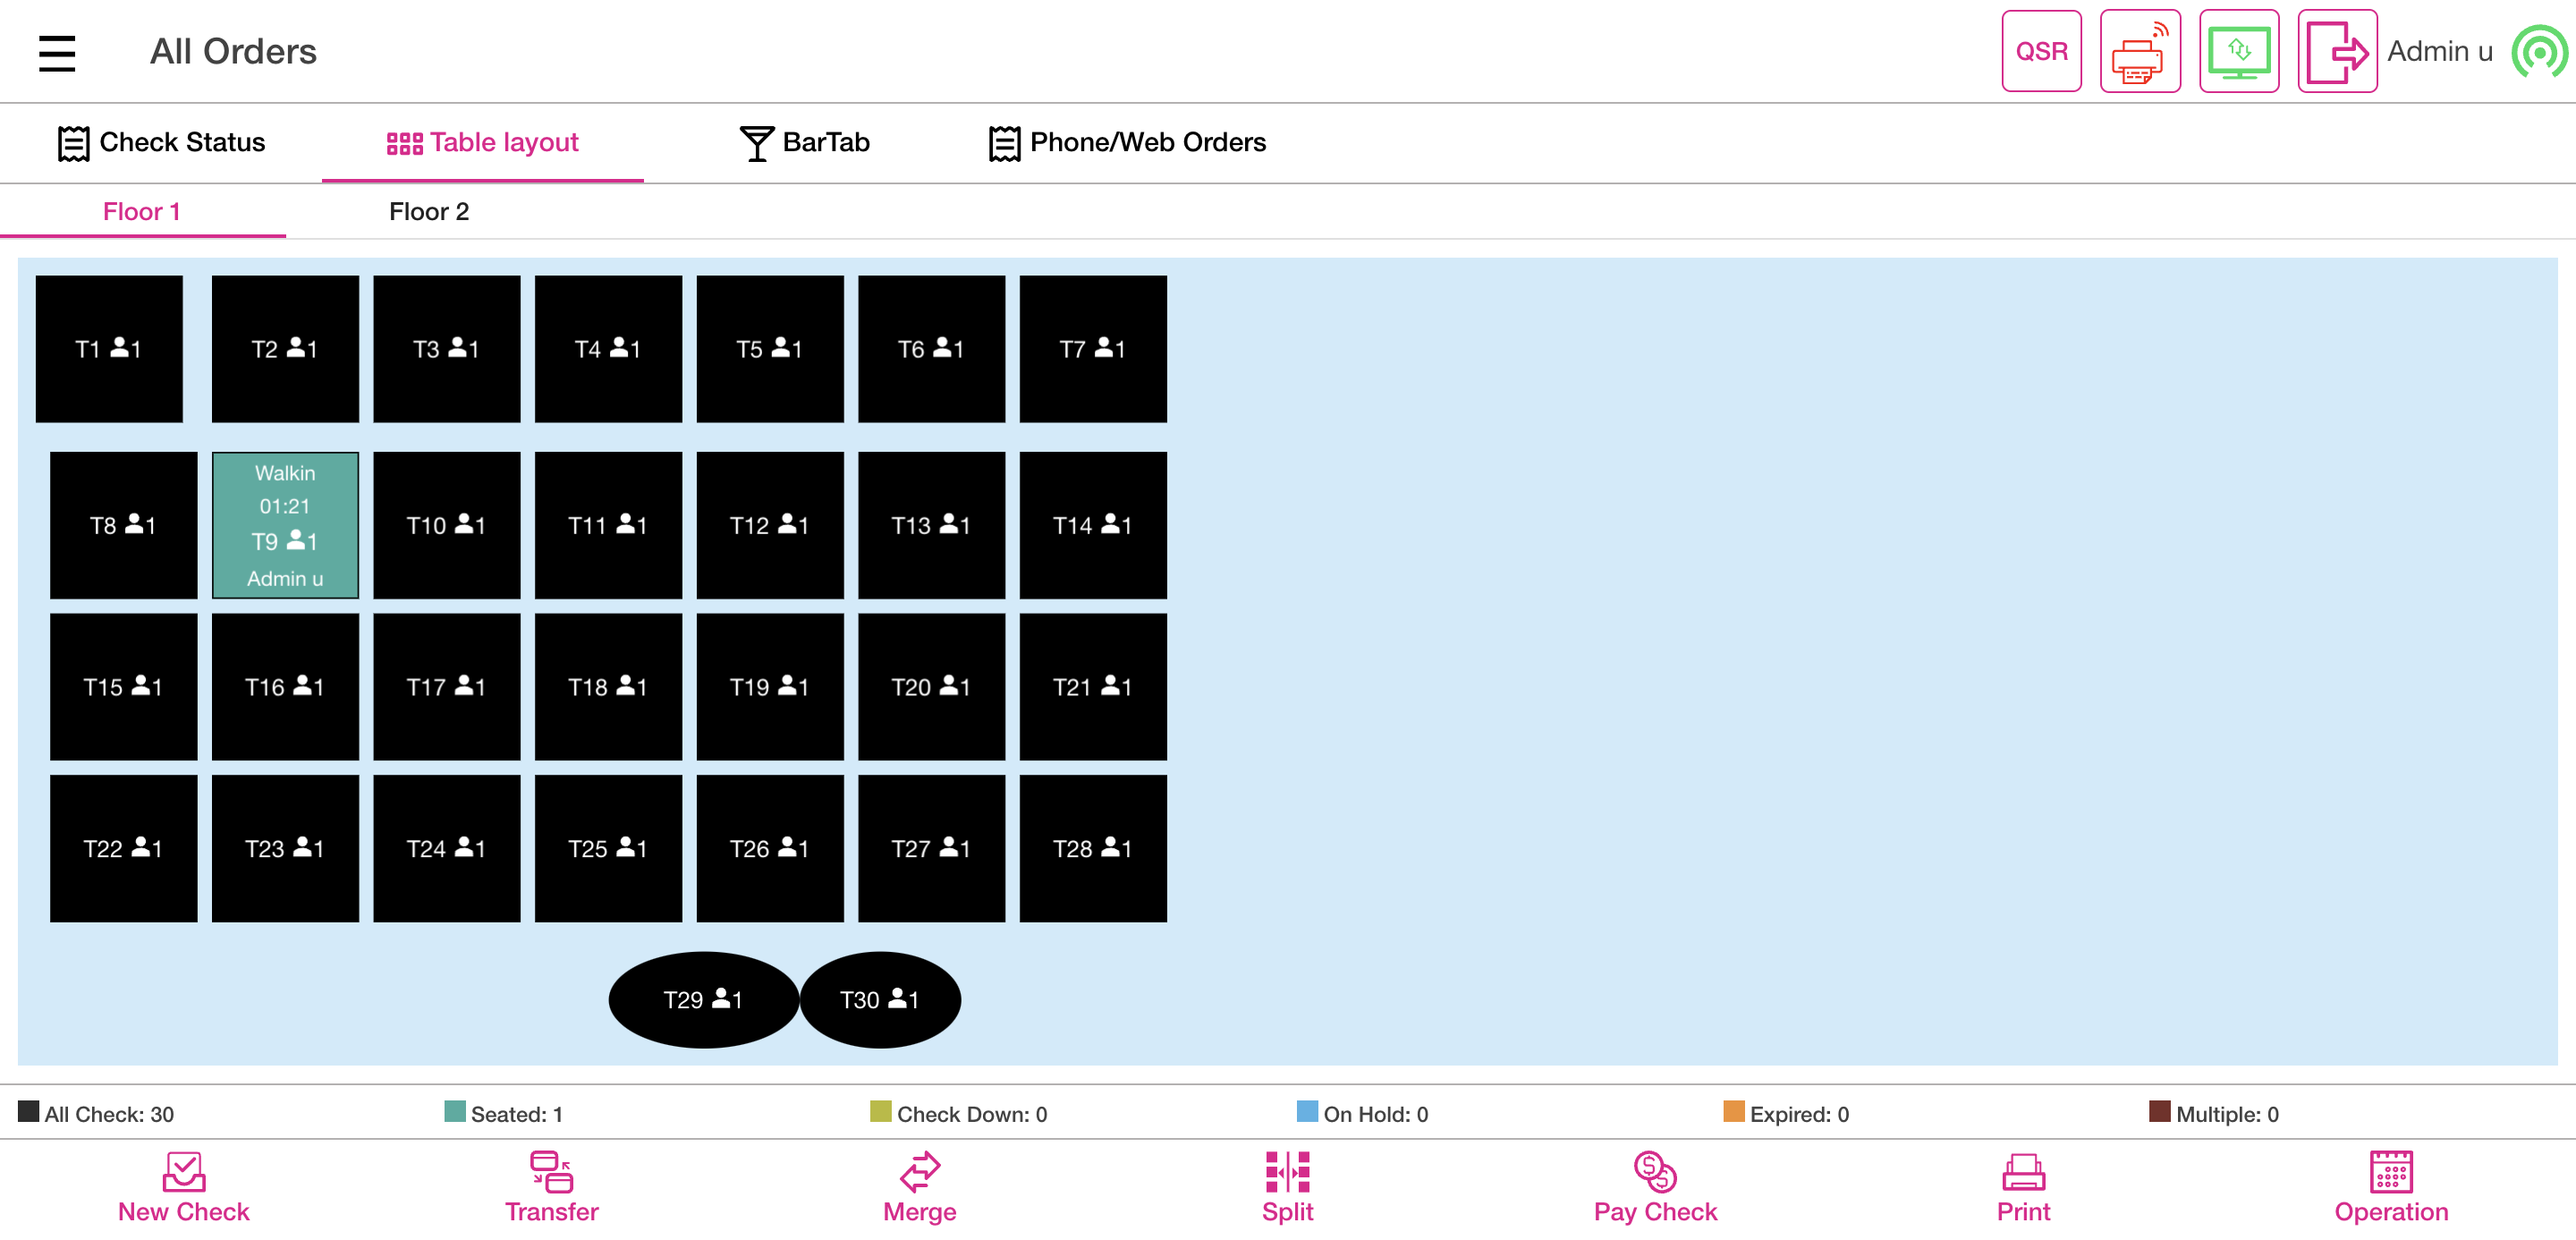 All Orders
QSR
Admin u
Check Status
Table layout
BarTab
Phone/Web Orders
Floor 1
Floor 2
T1 1
T2 1
T3 1
T4 1
T5 1
T6 1
T7 1
T8 1
Walkin
01:21
T9 1
Admin u
T10 1
T11 1
T12 1
T13 1
T14 1
T15 1
T16 1
T17 1
T18 1
T19 1
T20 1
T21 1
T22 1
T23 1
T24 1
T25 1
T26 1
T27 1
T28 1
T29 1
T30 1
All Check: 30
Seated: 1
Check Down: 0
On Hold: 0
Expired: 0
Multiple: 0
New Check
Transfer
Merge
Split
Pay Check
Print
Operation